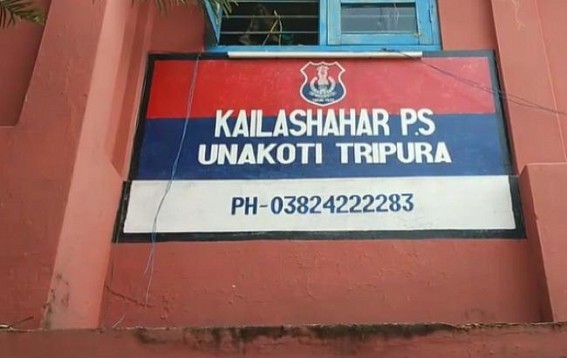 KAILASHAHAR P.S
UNAKOTI TRIPURA
PH-03824222283